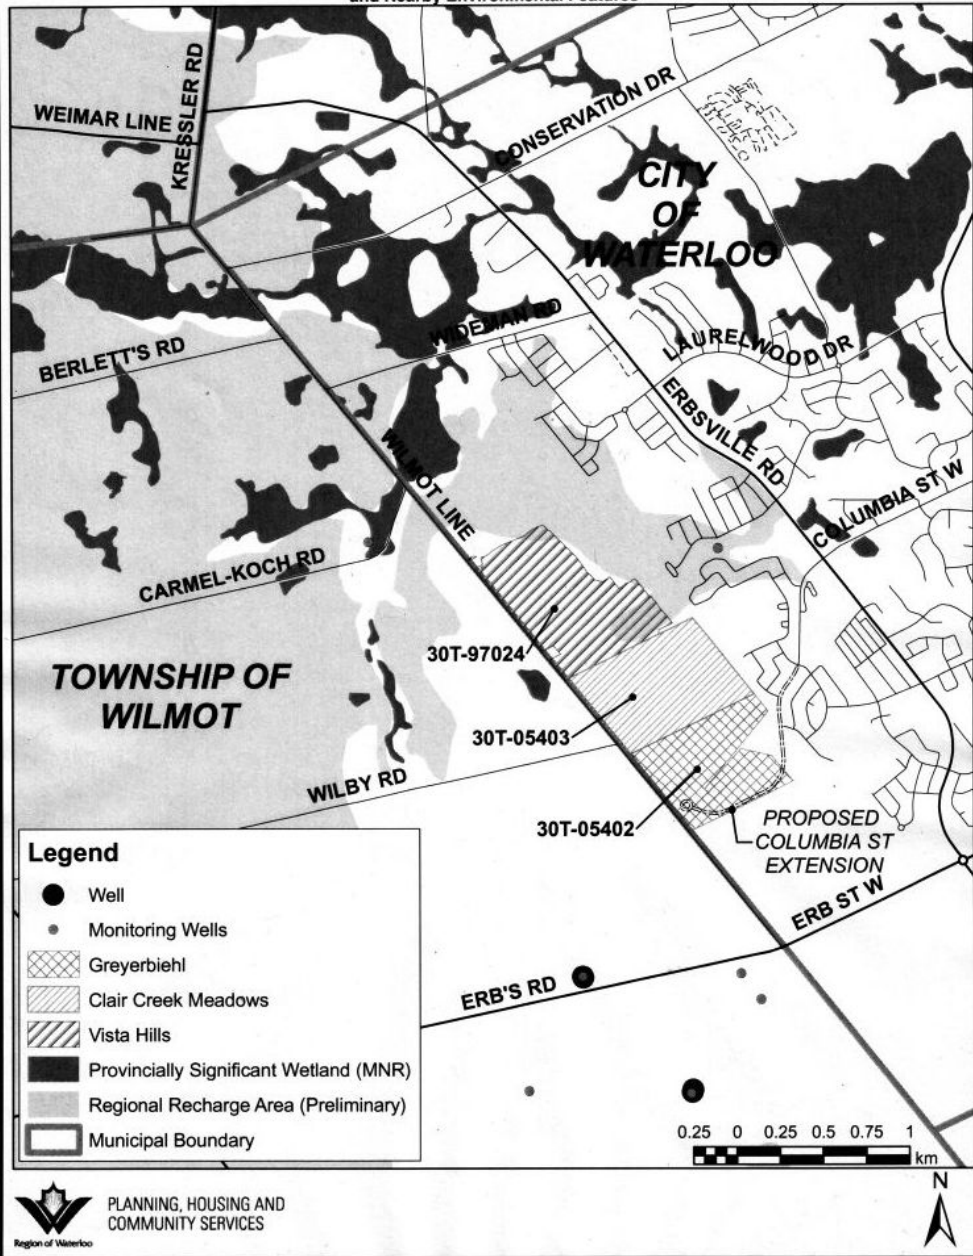 and Nearby Environmental Features
WEIMAR LINE
KRESSLER RD
CONSERVATION DR
CITY
OF
WATERLOO
BERLETT'S RD
WIDEMAN RD
LAURELWOOD DR
ERBSVILLE RD
WILMOT LINE
COLUMBIA ST W
CARMEL-KOCH RD
30T-97024
TOWNSHIP OF
WILMOT
30T-05403
WILBY RD
30T-05402
PROPOSED
COLUMBIA ST
EXTENSION
ERB ST W
ERB'S RD
Legend
Well
Monitoring Wells
Greyerbiehl
Clair Creek Meadows
Vista Hills
Provincially Significant Wetland (MNR)
Regional Recharge Area (Preliminary)
Municipal Boundary
0.25 0 0.25 0.5 0.75 1
km
N
Region of Waterloo
PLANNING, HOUSING AND
COMMUNITY SERVICES